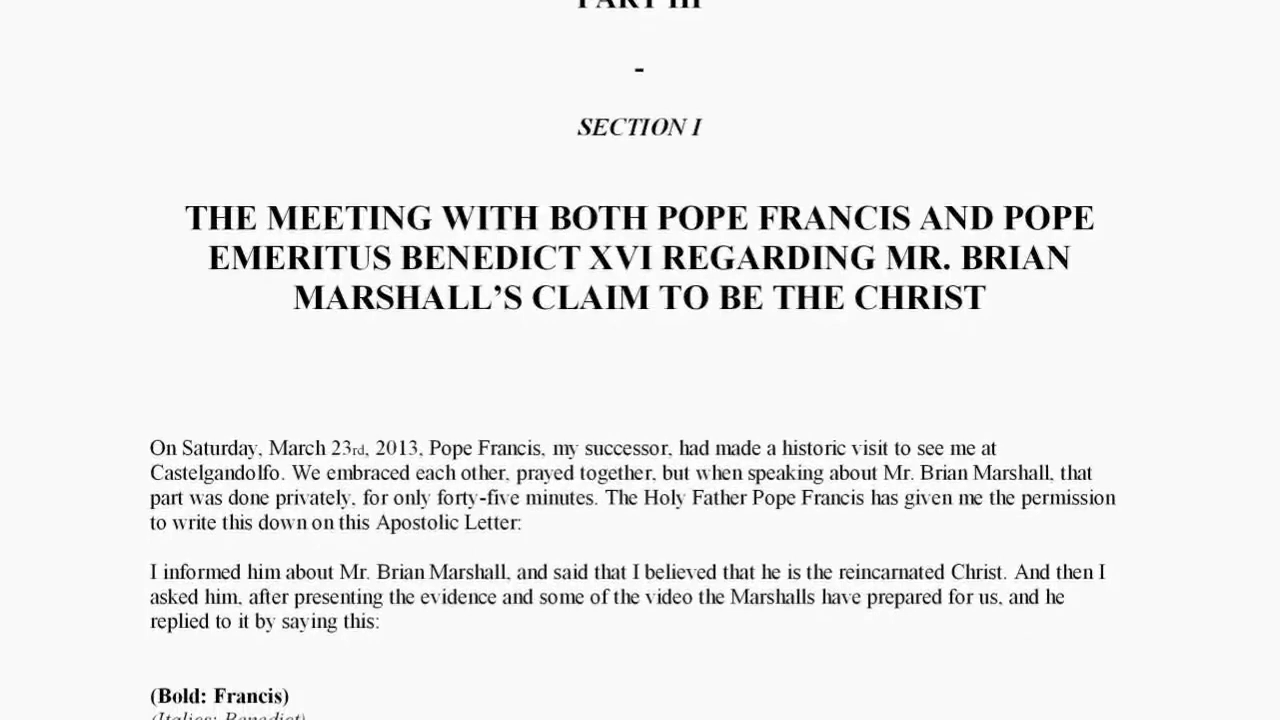 PART III
-
SECTION I
THE MEETING WITH BOTH POPE FRANCIS AND POPE
EMERITUS BENEDICT XVI REGARDING MR. BRIAN
MARSHALL'S CLAIM TO BE THE CHRIST
On Saturday, March 23rd, 2013, Pope Francis, my successor, had made a historic visit to see me at
Castelgandolfo. We embraced each other, prayed together, but when speaking about Mr. Brian Marshall, that
part was done privately, for only forty-five minutes. The Holy Father Pope Francis has given me the permission
to write this down on this Apostolic Letter:
I informed him about Mr. Brian Marshall, and said that I believed that he is the reincarnated Christ. And then I
asked him, after presenting the evidence and some of the video the Marshalls have prepared for us, and he
replied to it by saying this:
(Bold: Francis)
(Italics: Benedict)